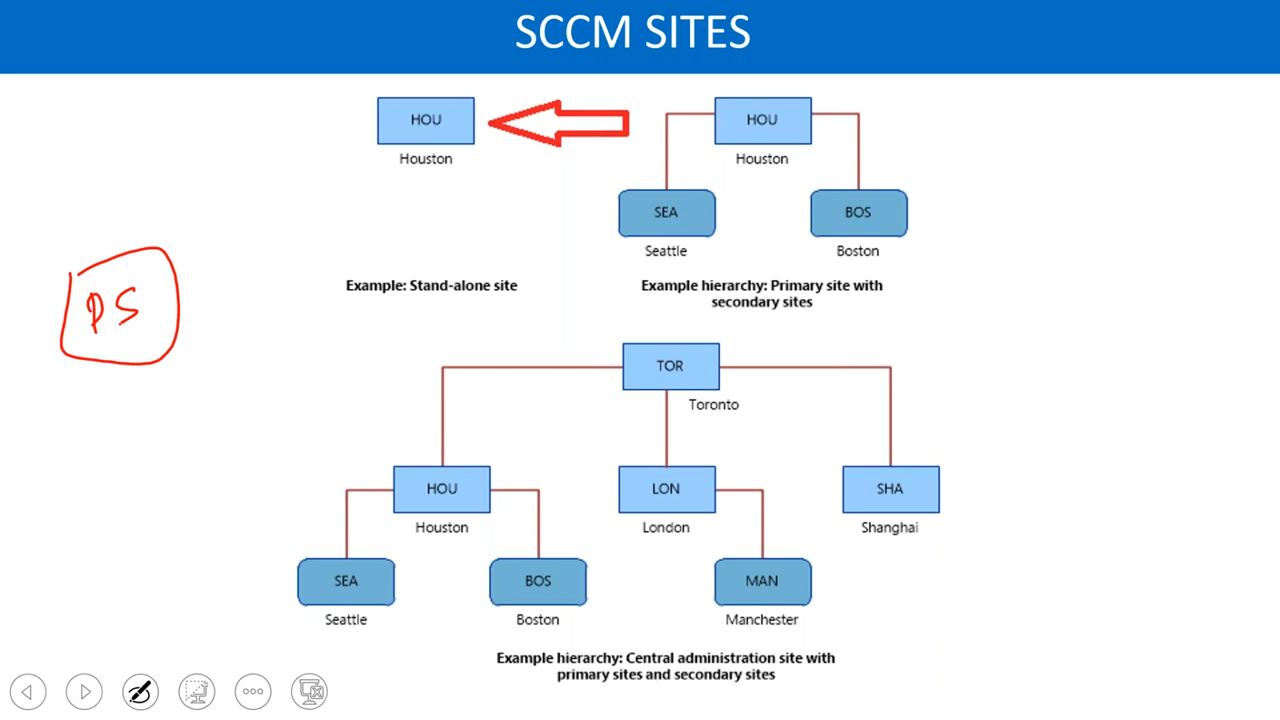 SCCM SITES
HOU
Houston
HOU
Houston
SEA
Seattle
BOS
Boston
Example: Stand-alone site
Example hierarchy: Primary site with
secondary sites
PS
TOR
Toronto
HOU
Houston
LON
London
SHA
Shanghai
SEA
Seattle
BOS
Boston
MAN
Manchester
Example hierarchy: Central administration site with
primary sites and secondary sites